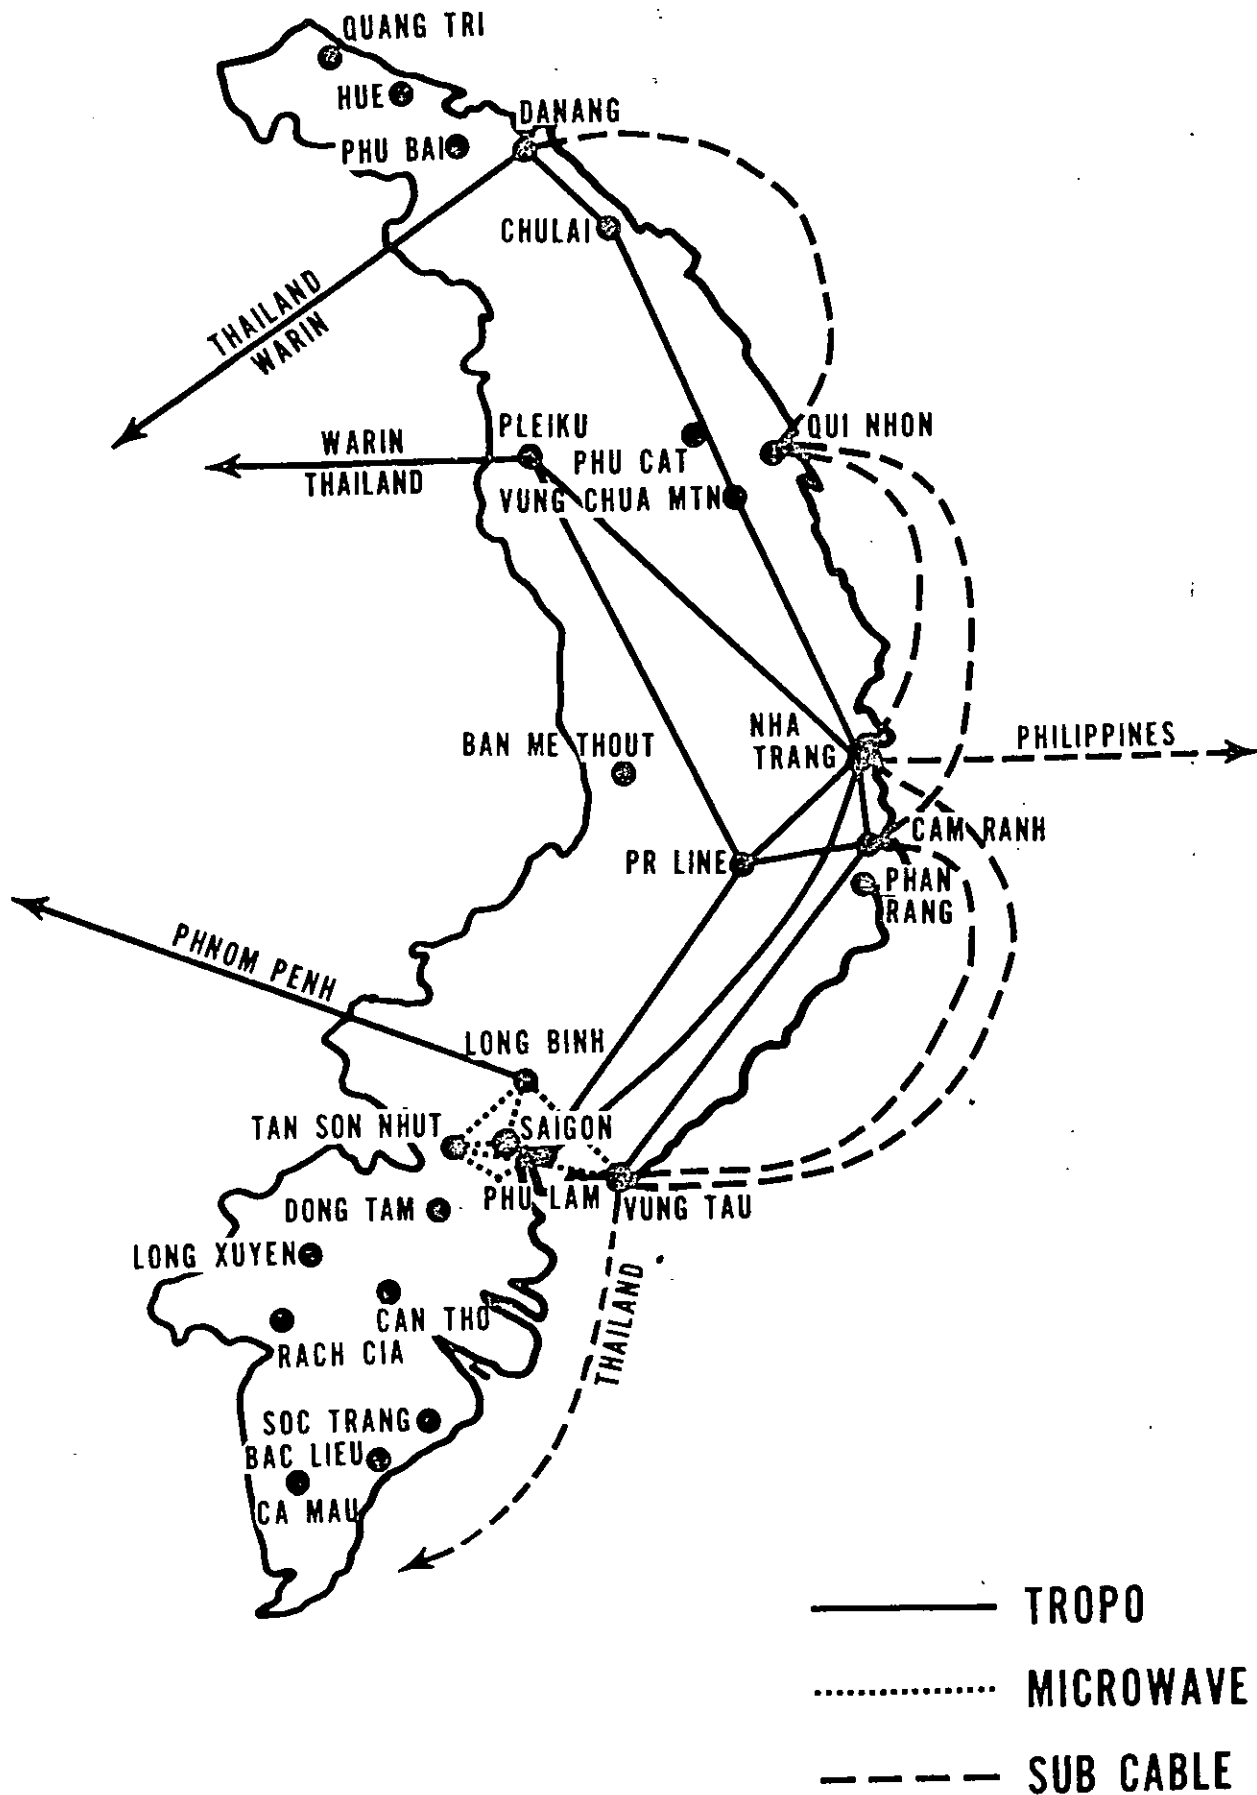 QUANG TRI
HUE
DANANG
PHU BAI
CHULAI
THAILAND
WARIN
PLEIKU
QUI NHON
WARIN
THAILAND
PHU CAT
VUNG CHUA MTN
NHA
TRANG
PHILIPPINES
BAN ME THOUT
CAM RANH
PR LINE
PHAN
RANG
PHNOM PENH
LONG BINH
TAN SON NHUT
SAIGON
PHU LAM
VUNG TAU
DONG TAM
LONG XUYEN
THAILAND
CAN THO
RACH CIA
SOC TRANG
BAC LIEU
CA MAU
TROPO
MICROWAVE
SUB CABLE